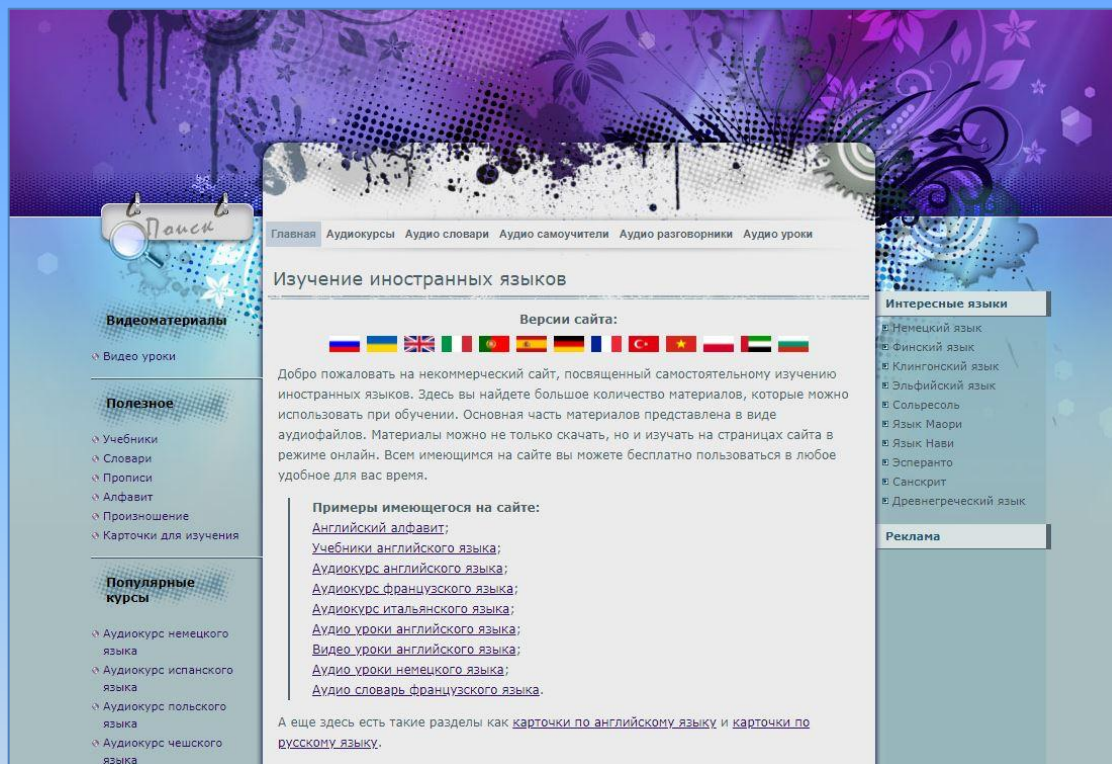 Поиск
Главная Аудиокурсы Аудио словари Аудио самоучители Аудио разговорники Аудио уроки
Видеоматериалы
Видео уроки
Полезное
Учебники
Словари
Прописи
Алфавит
Произношение
Карточки для изучения
Популярные
курсы
Аудиокурс немецкого
языка
Аудиокурс испанского
языка
Аудиокурс польского
языка
Аудиокурс чешского
языка
Изучение иностранных языков
Версии сайта:
Добро пожаловать на некоммерческий сайт, посвященный самостоятельному изучению
иностранных языков. Здесь вы найдете большое количество материалов, которые можно
использовать при обучении. Основная часть материалов представлена в виде
аудиофайлов. Материалы можно не только скачать, но и изучать на страницах сайта в
режиме онлайн. Всем имеющимся на сайте вы можете бесплатно пользоваться в любое
удобное для вас время.
Примеры имеющегося на сайте:
Английский алфавит;
Учебники английского языка;
Аудиокурс английского языка;
Аудиокурс французского языка;
Аудиокурс итальянского языка;
Аудио уроки английского языка;
Видео уроки английского языка;
Аудио уроки немецкого языка;
Аудио словарь французского языка.
А еще здесь есть такие разделы как карточки по английскому языку и карточки по
русскому языку.
Интересные языки
Немецкий язык
Финский язык
Клингонский язык
Эльфийский язык
Сольресоль
Язык Маори
Язык Нави
Эсперанто
Санскрит
Древнегреческий язык
Реклама